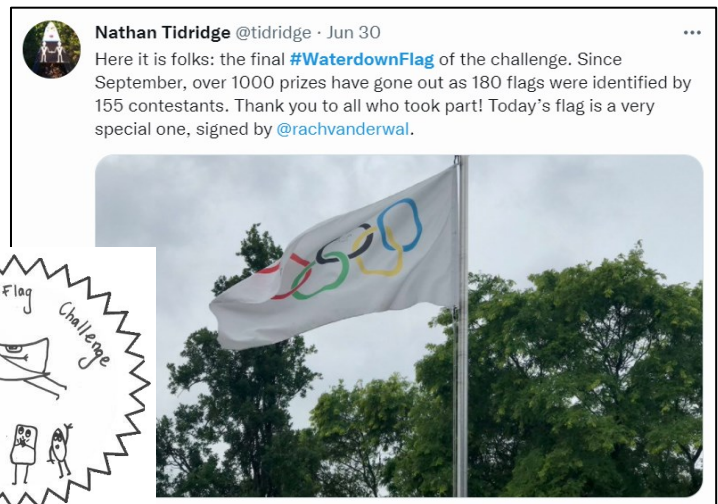 Nathan Tidridge @tidridge · Jun 30
Here it is folks: the final #WaterdownFlag of the challenge. Since
September, over 1000 prizes have gone out as 180 flags were identified by
155 contestants. Thank you to all who took part! Today's flag is a very
special one, signed by @rachvanderwal.
Flag
Challenge